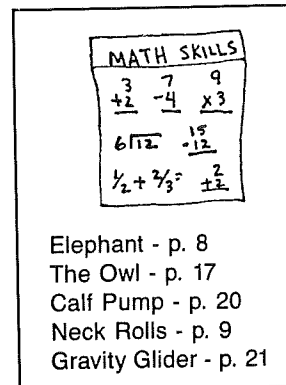 MATH SKILLS
3 7 9
+2 -4 x3
6⟌12 15
-12
1/2 + 2/3 = 2
+2
Elephant - p. 8
The Owl - p. 17
Calf Pump - p. 20
Neck Rolls - p. 9
Gravity Glider - p. 21